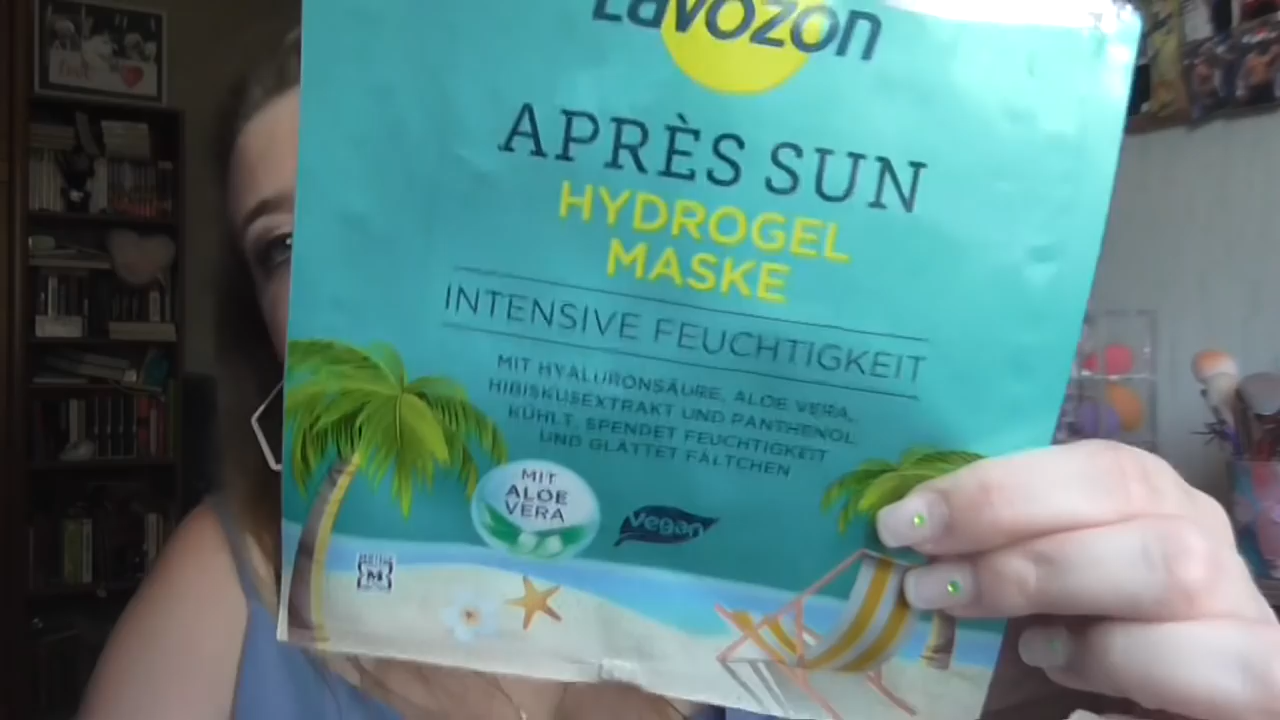 Lavozon
APRÈS SUN
HYDROGEL
MASKE
INTENSIVE FEUCHTIGKEIT
MIT HYALURONSÄURE, ALOE VERA,
HIBISKUSEXTRAKT UND PANTHENOL
KÜHLT, SPENDET FEUCHTIGKEIT
UND GLÄTTET FÄLTCHEN
MIT
ALOE
VERA
vegan
M